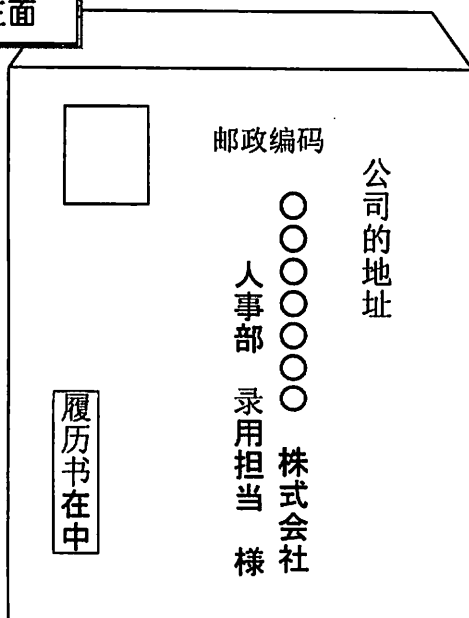 正面
邮政编码
公司的地址
○○○○○○○ 株式会社
人事部 录用担当 様
履历书在中